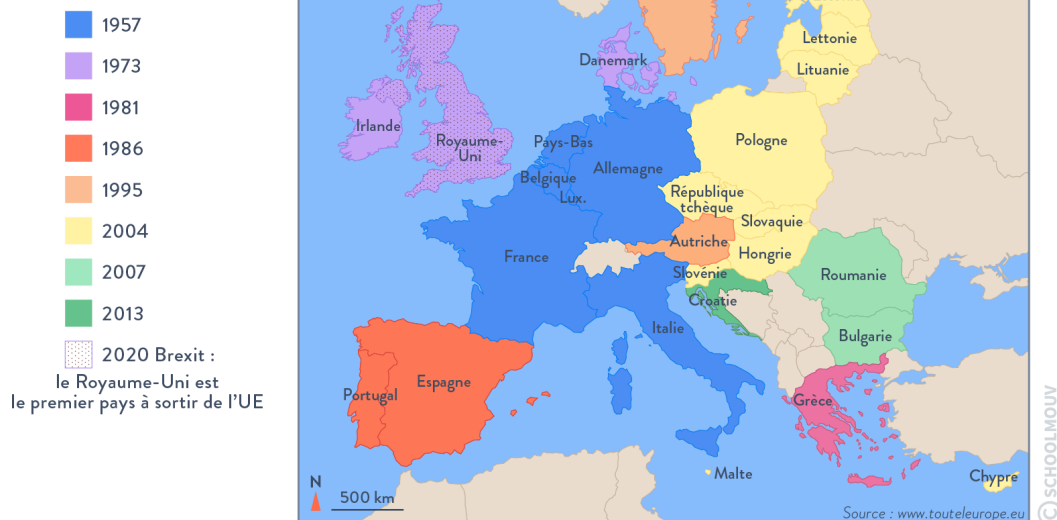 1957
1973
1981
1986
1995
2004
2007
2013
2020 Brexit :
le Royaume-Uni est
le premier pays à sortir de l'UE
Lettonie
Danemark
Lituanie
Irlande
Royaume-
Uni
Pays-Bas
Pologne
Allemagne
Belgique
Lux.
République
tchèque
Slovaquie
Autriche
Hongrie
France
Slovénie
Roumanie
Croatie
Italie
Bulgarie
Espagne
Portugal
Grèce
Malte
Chypre
N
500 km
Source : www.touteleurope.eu
© SCHOOLMOUV